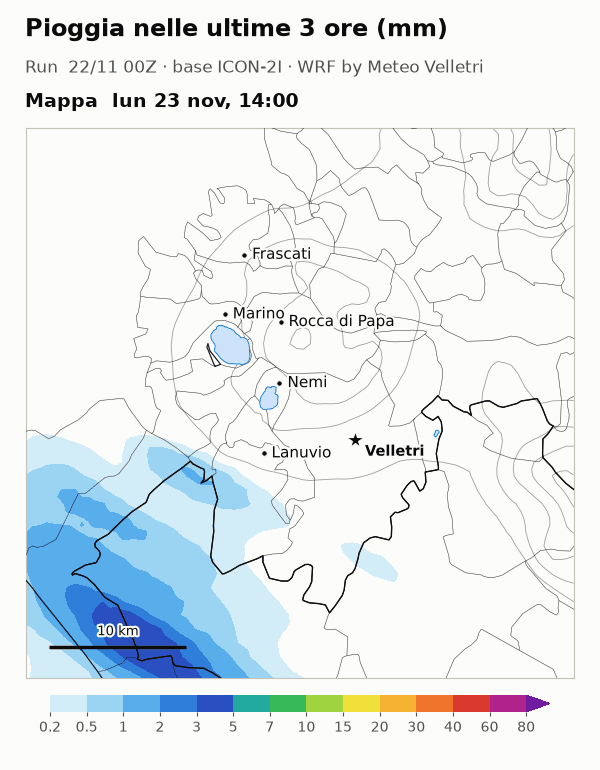 Pioggia nelle ultime 3 ore (mm)
Run  22/11 00Z · base ICON-2I · WRF by Meteo Velletri
Mappa  lun 23 nov, 14:00
Frascati
Marino
Rocca di Papa
Nemi
Velletri
Lanuvio
10 km
0.2 0.5 1 2 3 5 7 10 15 20 30 40 60 80